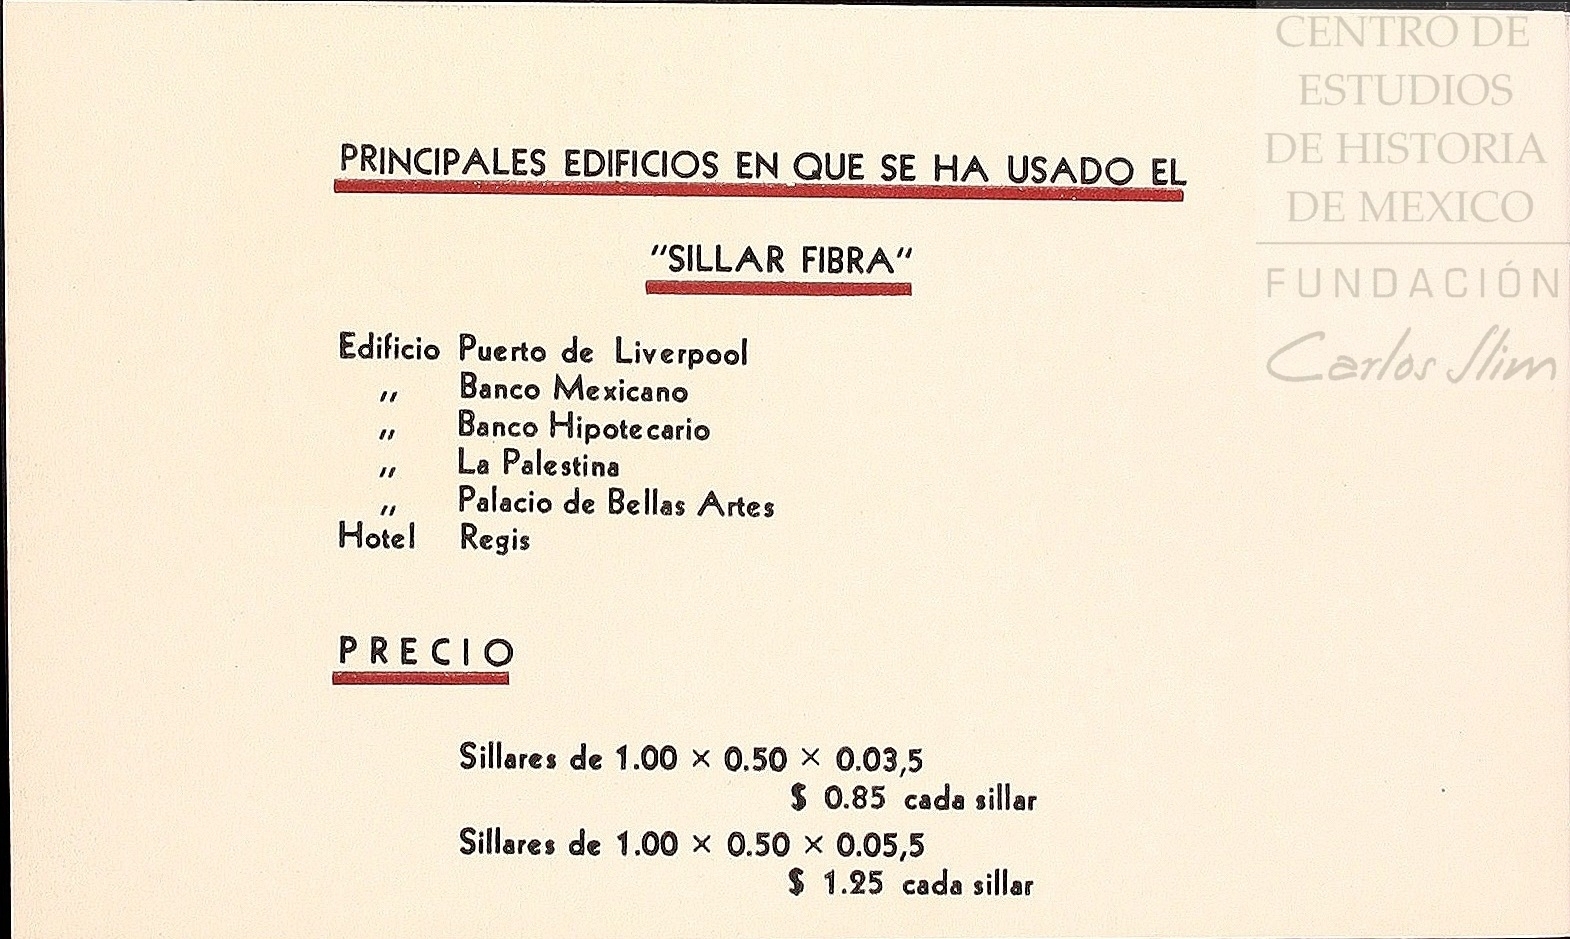 PRINCIPALES EDIFICIOS EN QUE SE HA USADO EL
"SILLAR FIBRA"
Edificio Puerto de Liverpool
,, Banco Mexicano
,, Banco Hipotecario
,, La Palestina
,, Palacio de Bellas Artes
Hotel Regis
PRECIO
Sillares de 1.00 × 0.50 × 0.03,5
$ 0.85 cada sillar
Sillares de 1.00 × 0.50 × 0.05,5
$ 1.25 cada sillar
CENTRO DE
ESTUDIOS
DE HISTORIA
DE MEXICO
FUNDACIÓN
Carlos Slim